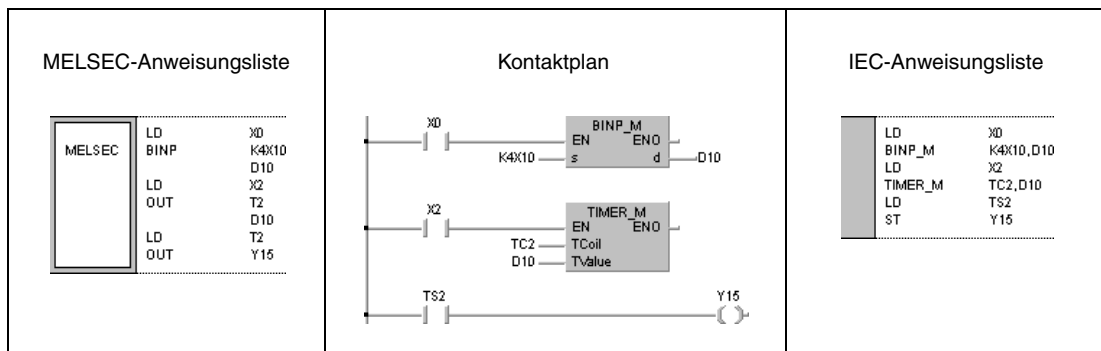 MELSEC-Anweisungsliste
MELSEC
LD X0
BINP K4X10
D10
LD X2
OUT T2
D10
LD T2
OUT Y15
Kontaktplan
X0
BINP_M
EN ENO
K4X10 s d D10
X2
TIMER_M
EN ENO
TC2 TCoil
D10 TValue
TS2 Y15
IEC-Anweisungsliste
LD X0
BINP_M K4X10,D10
LD X2
TIMER_M TC2,D10
LD TS2
ST Y15